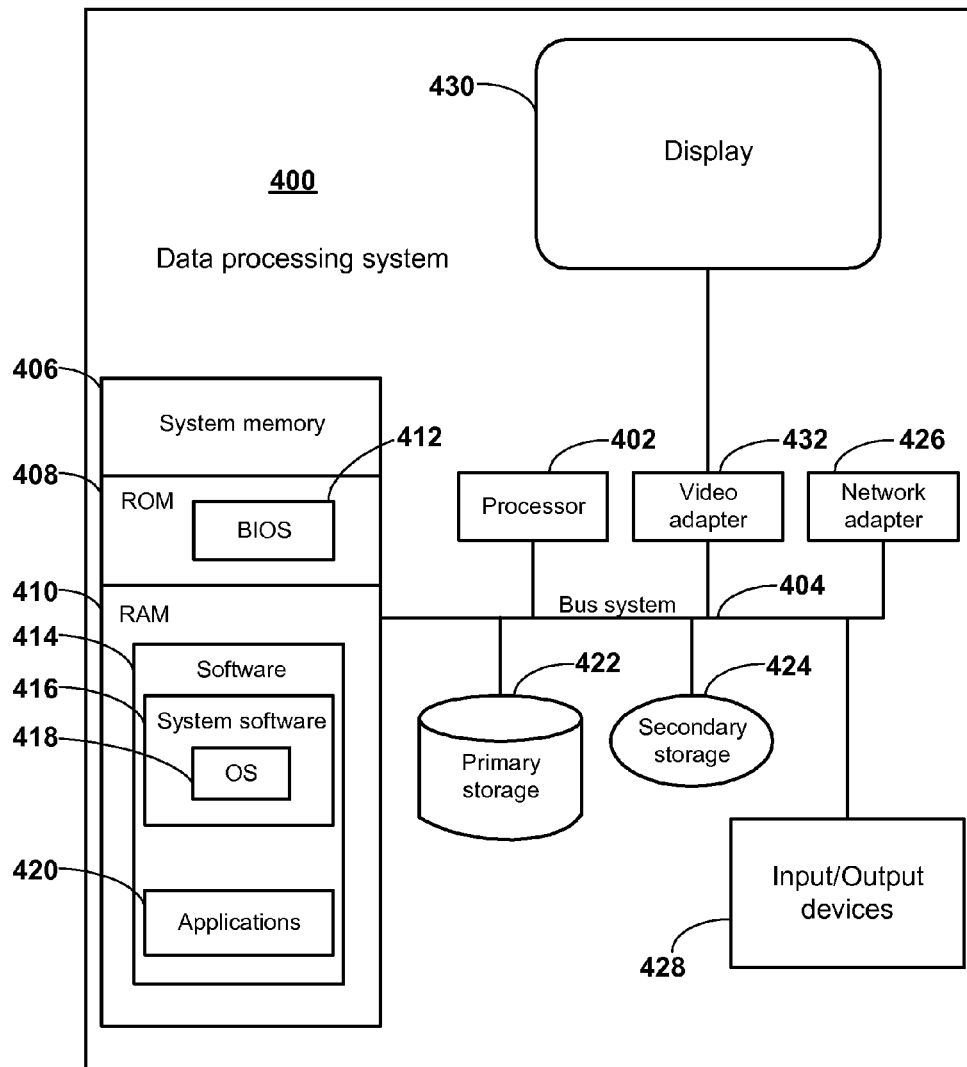 430
Display
400
Data processing system
406
System memory
412
402
432
426
408
ROM
BIOS
Processor
Video
adapter
Network
adapter
410
RAM
Bus system
404
414
Software
422
424
416
System software
418
OS
Primary
storage
Secondary
storage
420
Applications
Input/Output
devices
428